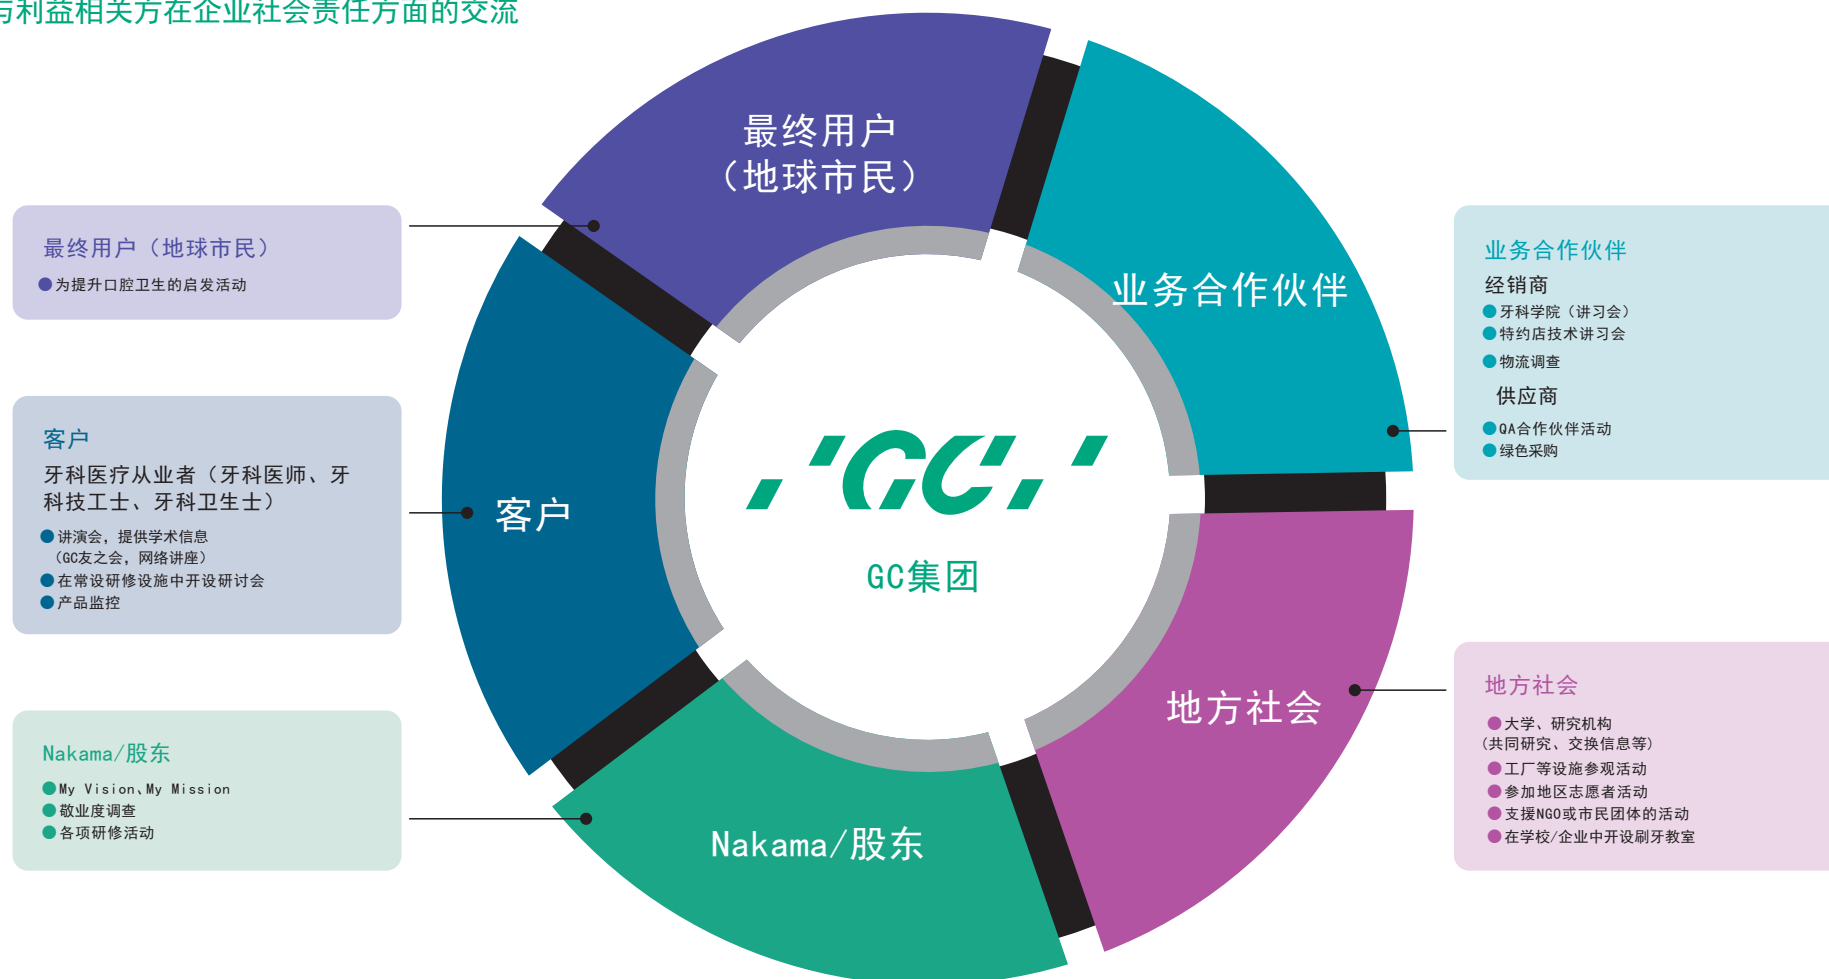 与利益相关方在企业社会责任方面的交流
最终用户
（地球市民）
业务合作伙伴
客户
地方社会
Nakama/股东
GC
GC集团
最终用户（地球市民）
●为提升口腔卫生的启发活动
客户
牙科医疗从业者（牙科医师、牙
科技工士、牙科卫生士）
●讲演会，提供学术信息
（GC友之会，网络讲座）
●在常设研修设施中开设研讨会
●产品监控
Nakama/股东
●My Vision、My Mission
●敬业度调查
●各项研修活动
业务合作伙伴
经销商
●牙科学院（讲习会）
●特约店技术讲习会
●物流调查
供应商
●QA合作伙伴活动
●绿色采购
地方社会
●大学、研究机构
(共同研究、交换信息等)
●工厂等设施参观活动
●参加地区志愿者活动
●支援NGO或市民团体的活动
●在学校/企业中开设刷牙教室